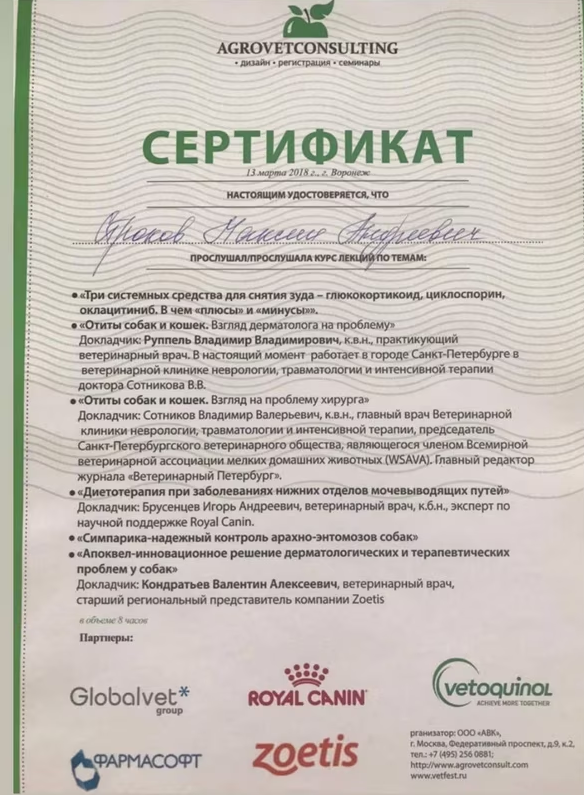 AGROVETCONSULTING
• дизайн • регистрация • семинары
СЕРТИФИКАТ
13 марта 2018 г., г. Воронеж
НАСТОЯЩИМ УДОСТОВЕРЯЕТСЯ, ЧТО
Строков Максим Андреевич
ПРОСЛУШАЛ/ПРОСЛУШАЛА КУРС ЛЕКЦИЙ ПО ТЕМАМ:
• «Три системных средства для снятия зуда – глюкокортикоид, циклоспорин,
оклацитиниб. В чем «плюсы» и «минусы»».
• «Отиты собак и кошек. Взгляд дерматолога на проблему»
Докладчик: Руппель Владимир Владимирович, к.в.н., практикующий
ветеринарный врач. В настоящий момент работает в городе Санкт-Петербурге в
ветеринарной клинике неврологии, травматологии и интенсивной терапии
доктора Сотникова В.В.
• «Отиты собак и кошек. Взгляд на проблему хирурга»
Докладчик: Сотников Владимир Валерьевич, к.в.н., главный врач Ветеринарной
клиники неврологии, травматологии и интенсивной терапии, председатель
Санкт-Петербургского ветеринарного общества, являющегося членом Всемирной
ветеринарной ассоциации мелких домашних животных (WSAVA). Главный редактор
журнала «Ветеринарный Петербург».
• «Диетотерапия при заболеваниях нижних отделов мочевыводящих путей»
Докладчик: Брусенцев Игорь Андреевич, ветеринарный врач, к.б.н., эксперт по
научной поддержке Royal Canin.
• «Симпарика-надежный контроль арахно-энтомозов собак»
• «Апоквел-инновационное решение дерматологических и терапевтических
проблем у собак»
Докладчик: Кондратьев Валентин Алексеевич, ветеринарный врач,
старший региональный представитель компании Zoetis
в объеме 8 часов
Партнеры:
Globalvet*
group
ROYAL CANIN
vetoquinol
ACHIEVE MORE TOGETHER
ФАРМАСОФТ
zoetis
рганизатор: ООО «АВК»,
г. Москва, Федеративный проспект, д.9, к.2,
тел.: +7 (495) 256 0881;
http://www.agrovetconsult.com
www.vetfest.ru